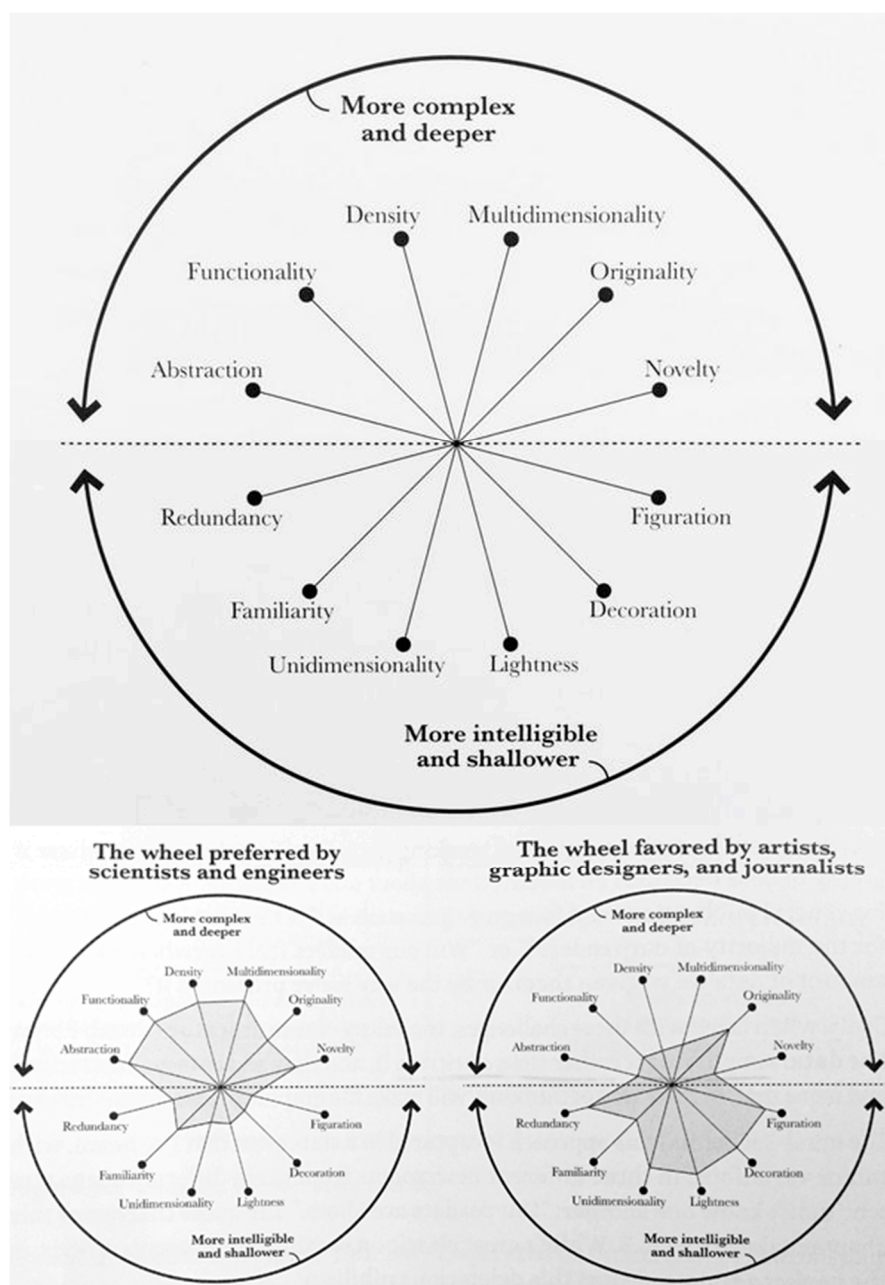 More complex
and deeper
Density
Multidimensionality
Functionality
Originality
Abstraction
Novelty
Redundancy
Figuration
Familiarity
Decoration
Unidimensionality
Lightness
More intelligible
and shallower
The wheel preferred by
scientists and engineers
More complex
and deeper
Density
Multidimensionality
Functionality
Originality
Abstraction
Novelty
Redundancy
Figuration
Familiarity
Decoration
Unidimensionality
Lightness
More intelligible
and shallower
The wheel favored by artists,
graphic designers, and journalists
More complex
and deeper
Density
Multidimensionality
Functionality
Originality
Abstraction
Novelty
Redundancy
Figuration
Familiarity
Decoration
Unidimensionality
Lightness
More intelligible
and shallower